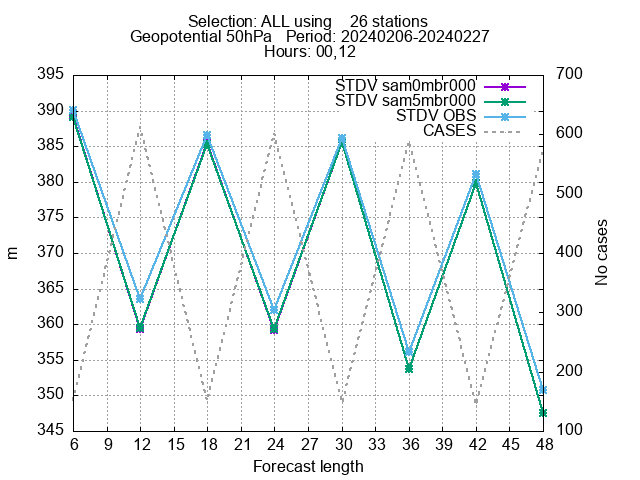 Selection: ALL using    26 stations
Geopotential 50hPa   Period: 20240206-20240227
Hours: 00,12
395
390
385
380
375
370
365
360
355
350
345
m
STDV sam0mbr000
STDV sam5mbr000
STDV OBS
CASES
700
600
500
400
300
200
100
No cases
6 9 12 15 18 21 24 27 30 33 36 39 42 45 48
Forecast length